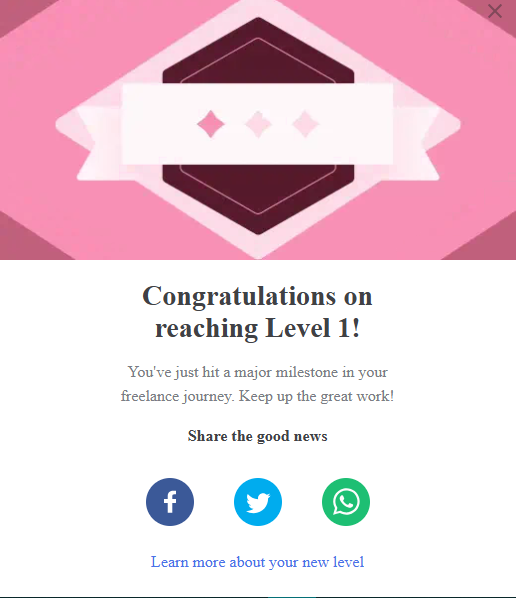 Congratulations on
reaching Level 1!
You've just hit a major milestone in your
freelance journey. Keep up the great work!
Share the good news
Learn more about your new level